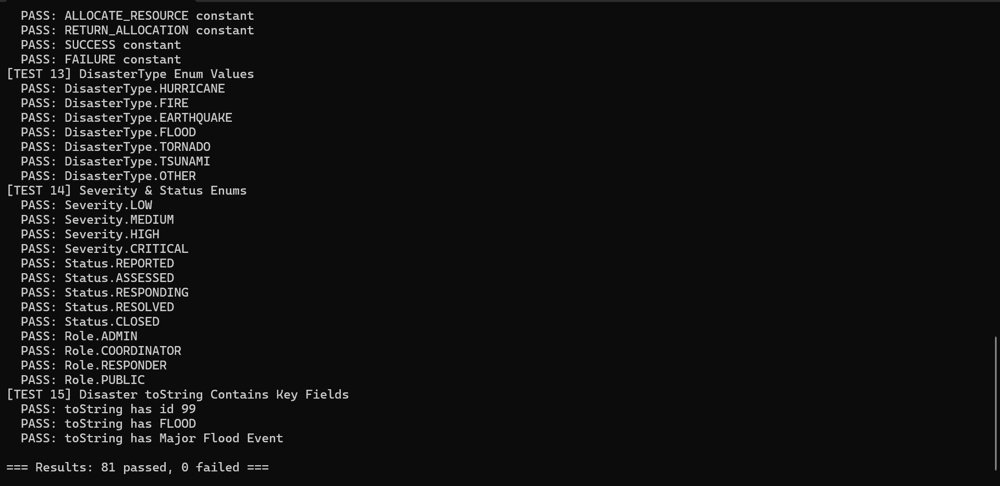 PASS: ALLOCATE_RESOURCE constant
PASS: RETURN_ALLOCATION constant
PASS: SUCCESS constant
PASS: FAILURE constant
[TEST 13] DisasterType Enum Values
PASS: DisasterType.HURRICANE
PASS: DisasterType.FIRE
PASS: DisasterType.EARTHQUAKE
PASS: DisasterType.FLOOD
PASS: DisasterType.TORNADO
PASS: DisasterType.TSUNAMI
PASS: DisasterType.OTHER
[TEST 14] Severity & Status Enums
PASS: Severity.LOW
PASS: Severity.MEDIUM
PASS: Severity.HIGH
PASS: Severity.CRITICAL
PASS: Status.REPORTED
PASS: Status.ASSESSED
PASS: Status.RESPONDING
PASS: Status.RESOLVED
PASS: Status.CLOSED
PASS: Role.ADMIN
PASS: Role.COORDINATOR
PASS: Role.RESPONDER
PASS: Role.PUBLIC
[TEST 15] Disaster toString Contains Key Fields
PASS: toString has id 99
PASS: toString has FLOOD
PASS: toString has Major Flood Event
=== Results: 81 passed, 0 failed ===